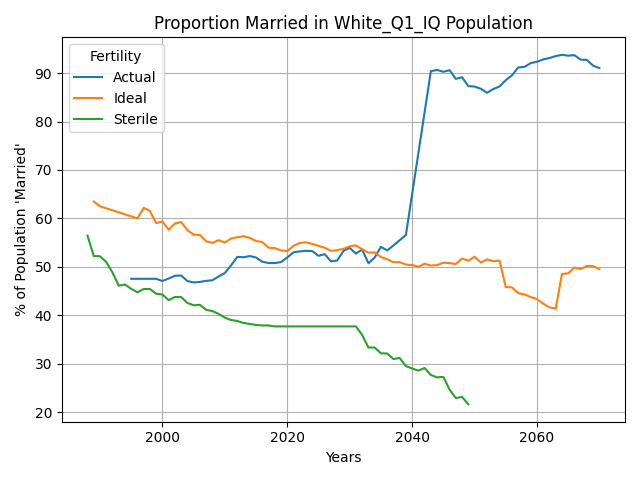 Proportion Married in White_Q1_IQ Population
% of Population 'Married'
90
80
70
60
50
40
30
20
Fertility
Actual
Ideal
Sterile
2000
2020
2040
2060
Years